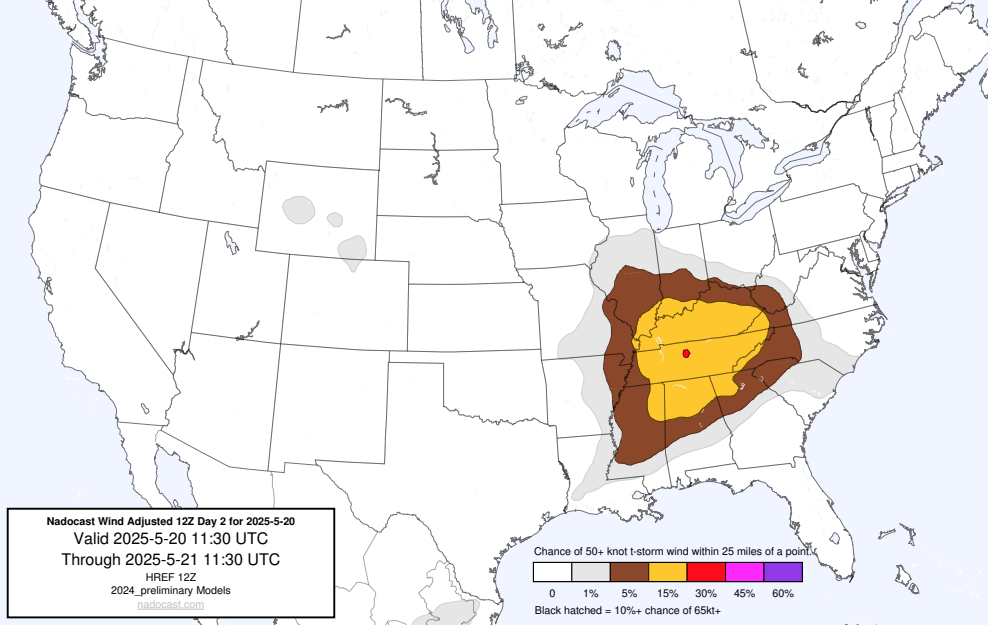 Nadocast Wind Adjusted 12Z Day 2 for 2025-5-20
Valid 2025-5-20 11:30 UTC
Through 2025-5-21 11:30 UTC
HREF 12Z
2024_preliminary Models
nadocast.com
Chance of 50+ knot t-storm wind within 25 miles of a point.
0 1% 5% 15% 30% 45% 60%
Black hatched = 10%+ chance of 65kt+